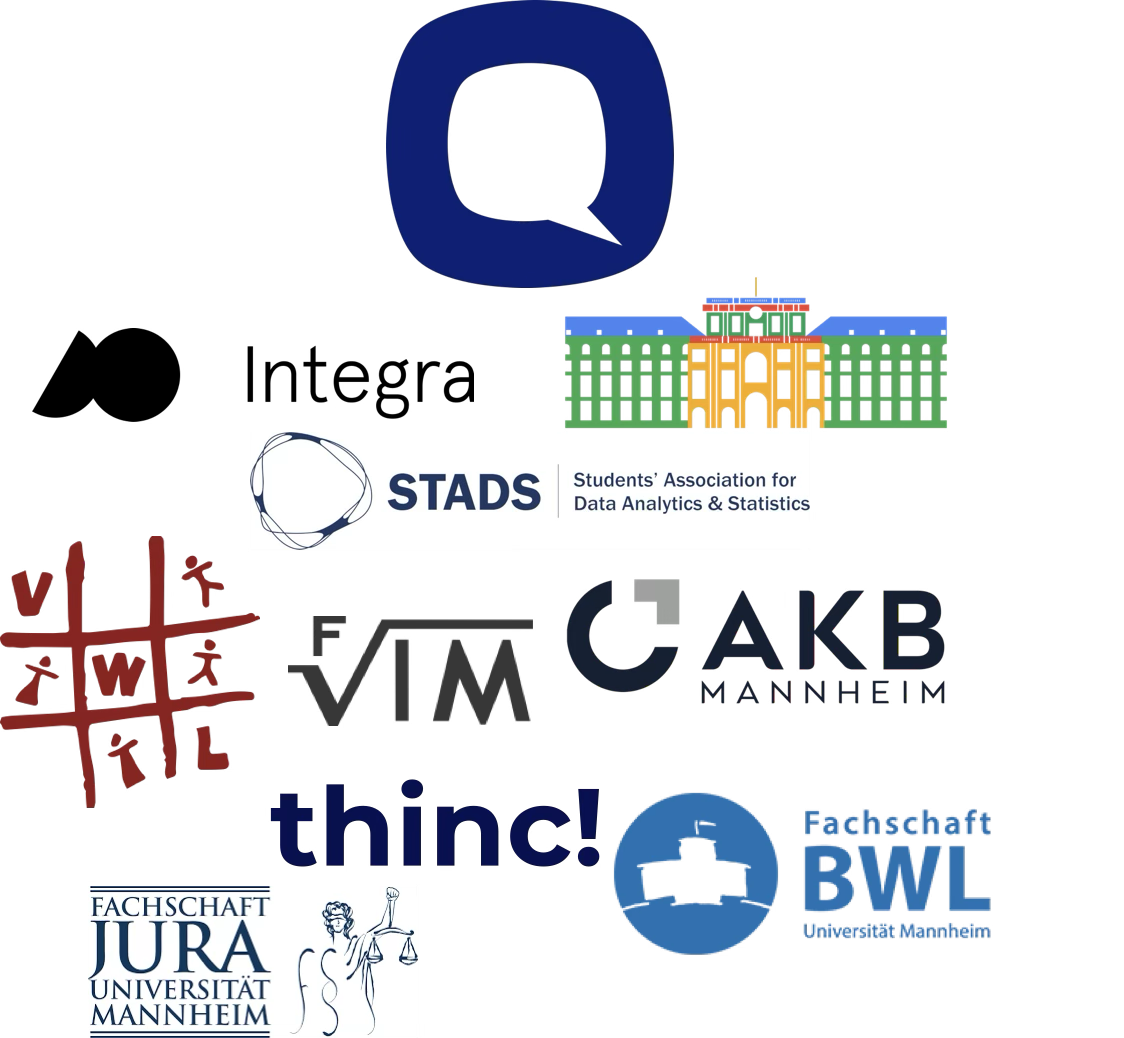 Integra
STADS
Students' Association for
Data Analytics & Statistics
V
W
L
F
VIM
AKB
MANNHEIM
thinc!
Fachschaft
BWL
Universität Mannheim
FACHSCHAFT
JURA
UNIVERSITÄT
MANNHEIM
FS